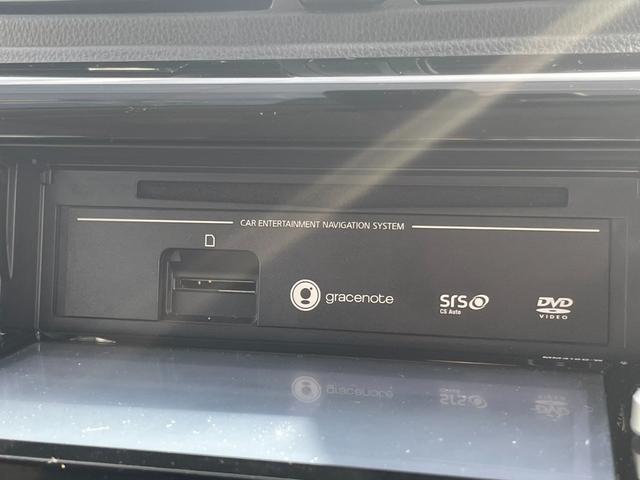 CAR ENTERTAINMENT NAVIGATION SYSTEM
gracenote
SRS
CS Auto
DVD
VIDEO